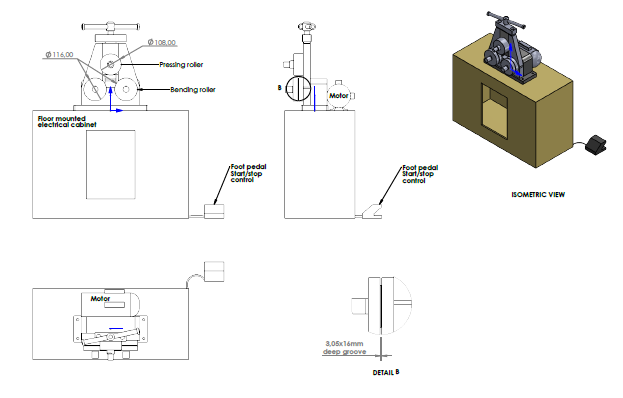 Ø108,00
Ø116,00
Pressing roller
Bending roller
Floor mounted
electrical cabinet
Foot pedal
Start/stop
control
B
Motor
Foot pedal
Start/stop
control
ISOMETRIC VIEW
Motor
3,05x16mm
deep groove
DETAIL B